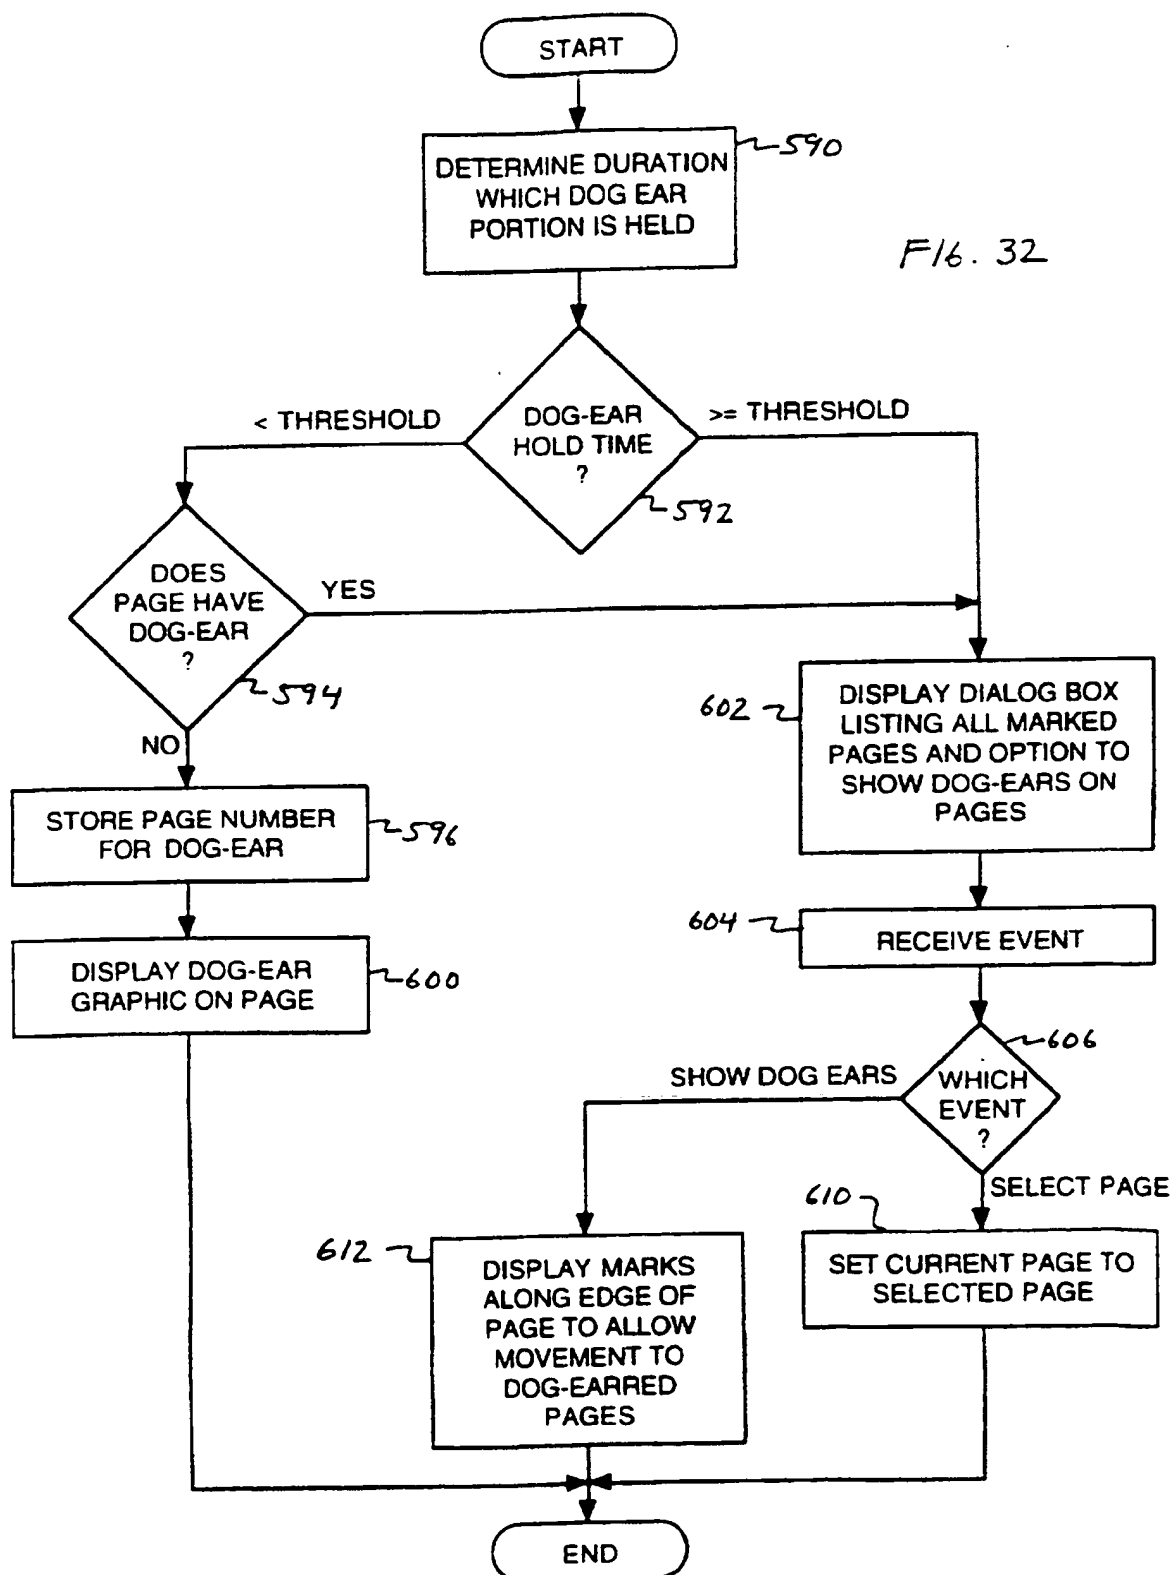 START
DETERMINE DURATION
WHICH DOG EAR
PORTION IS HELD
590
FIG. 32
< THRESHOLD
DOG-EAR
HOLD TIME
?
>= THRESHOLD
592
DOES
PAGE HAVE
DOG-EAR
?
YES
594
NO
STORE PAGE NUMBER
FOR DOG-EAR
596
DISPLAY DOG-EAR
GRAPHIC ON PAGE
600
602
DISPLAY DIALOG BOX
LISTING ALL MARKED
PAGES AND OPTION TO
SHOW DOG-EARS ON
PAGES
604
RECEIVE EVENT
606
SHOW DOG EARS
WHICH
EVENT
?
SELECT PAGE
610
SET CURRENT PAGE TO
SELECTED PAGE
612
DISPLAY MARKS
ALONG EDGE OF
PAGE TO ALLOW
MOVEMENT TO
DOG-EARRED
PAGES
END